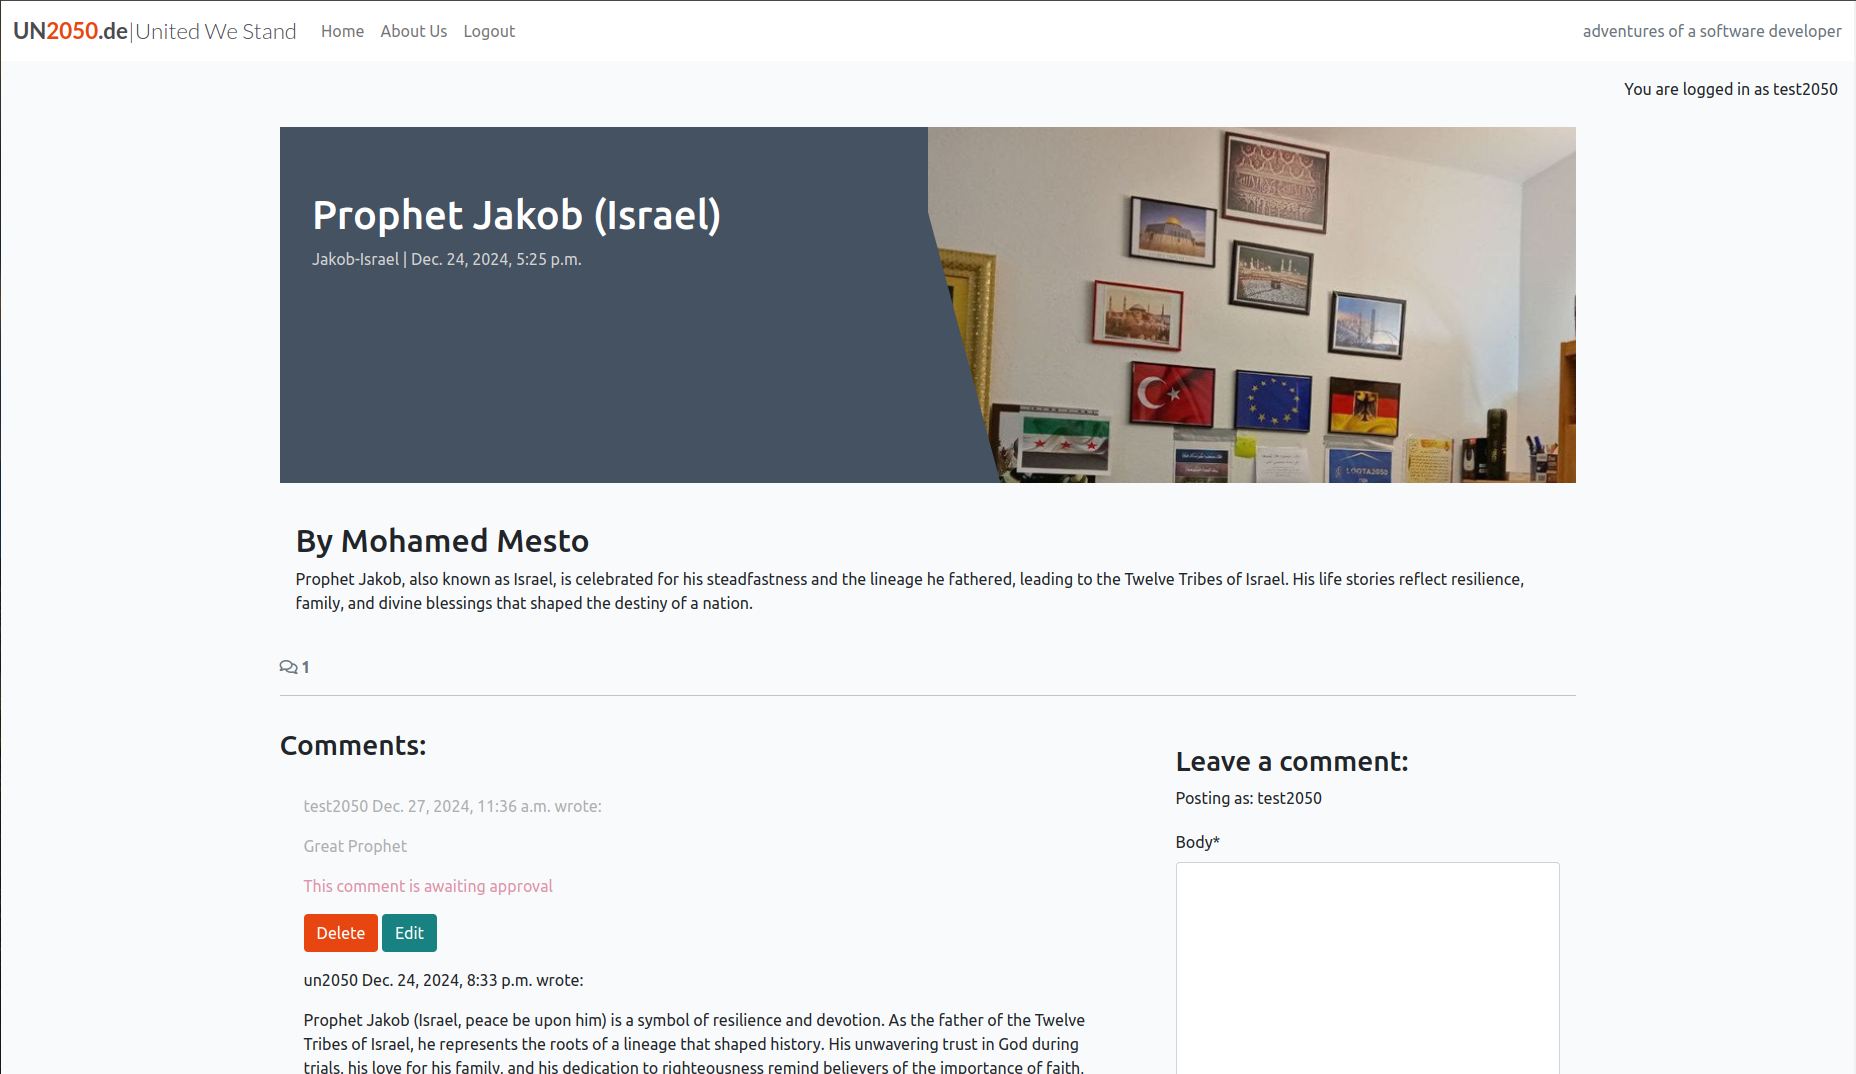 UN2050.de|United We Stand Home About Us Logout adventures of a software developer
You are logged in as test2050
Prophet Jakob (Israel)
Jakob-Israel | Dec. 24, 2024, 5:25 p.m.
LOOTA2050
By Mohamed Mesto
Prophet Jakob, also known as Israel, is celebrated for his steadfastness and the lineage he fathered, leading to the Twelve Tribes of Israel. His life stories reflect resilience,
family, and divine blessings that shaped the destiny of a nation.
1
Comments:
test2050 Dec. 27, 2024, 11:36 a.m. wrote:
Great Prophet
This comment is awaiting approval
Delete Edit
un2050 Dec. 24, 2024, 8:33 p.m. wrote:
Prophet Jakob (Israel, peace be upon him) is a symbol of resilience and devotion. As the father of the Twelve
Tribes of Israel, he represents the roots of a lineage that shaped history. His unwavering trust in God during
trials, his love for his family, and his dedication to righteousness remind believers of the importance of faith,
Leave a comment:
Posting as: test2050
Body*